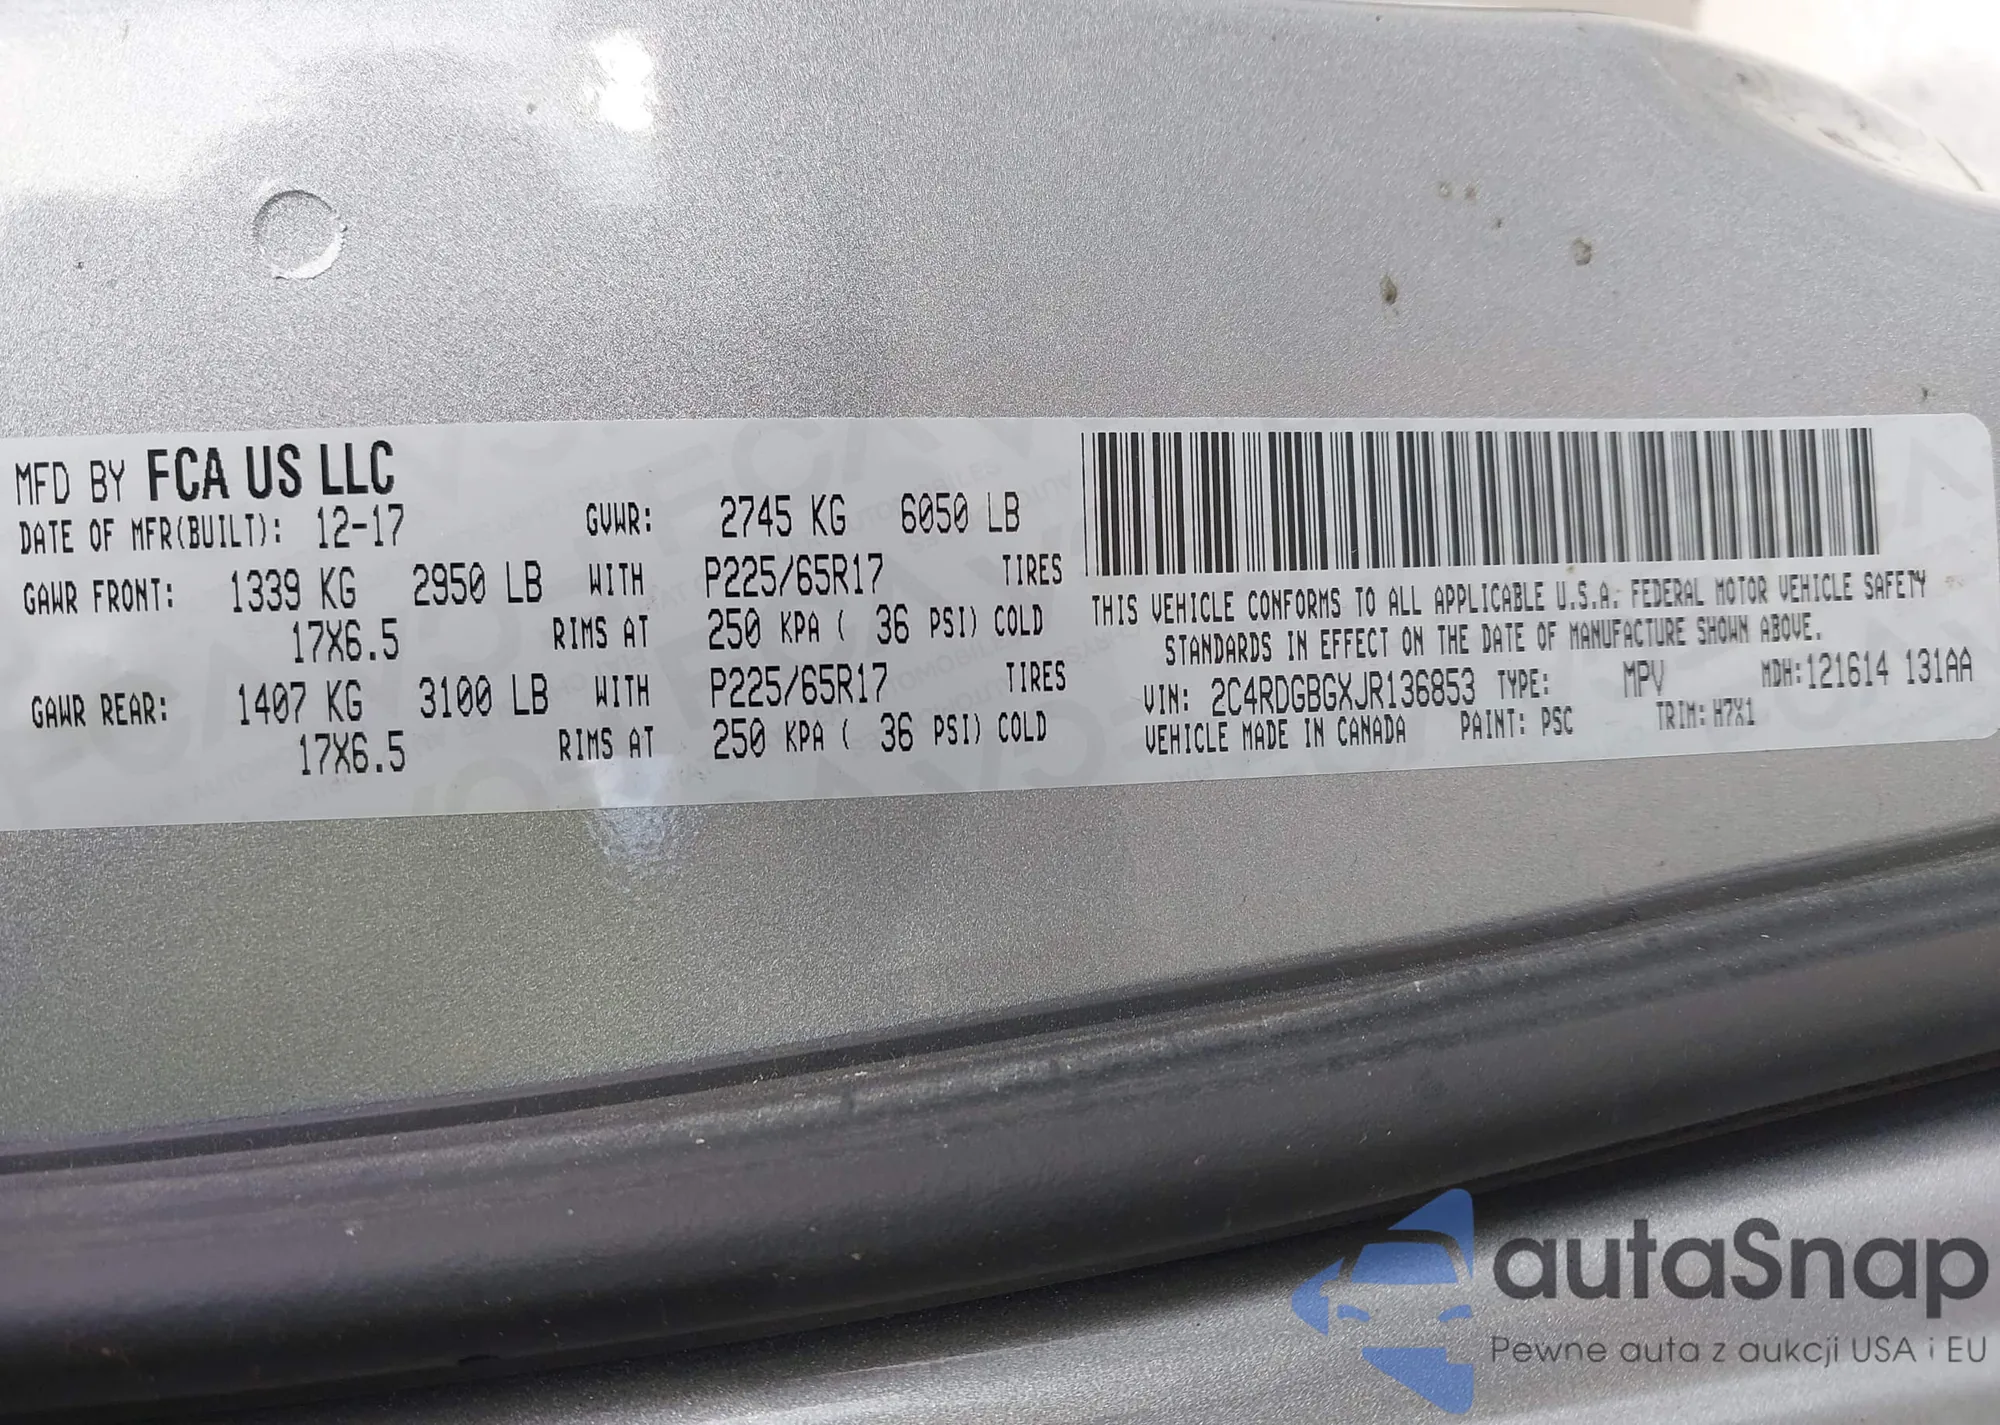 MFD BY FCA US LLC
DATE OF MFR(BUILT): 12-17 GVWR: 2745 KG 6050 LB
GAWR FRONT: 1339 KG 2950 LB WITH P225/65R17 TIRES
17X6.5 RIMS AT 250 KPA ( 36 PSI) COLD
GAWR REAR: 1407 KG 3100 LB WITH P225/65R17 TIRES
17X6.5 RIMS AT 250 KPA ( 36 PSI) COLD
THIS VEHICLE CONFORMS TO ALL APPLICABLE U.S.A. FEDERAL MOTOR VEHICLE SAFETY
STANDARDS IN EFFECT ON THE DATE OF MANUFACTURE SHOWN ABOVE.
VIN: 2C4RDGBGXJR136853 TYPE: MPV MDH:121614 131AA
VEHICLE MADE IN CANADA PAINT: PSC TRIM: H7X1
autaSnap
Pewne auta z aukcji USA i EU